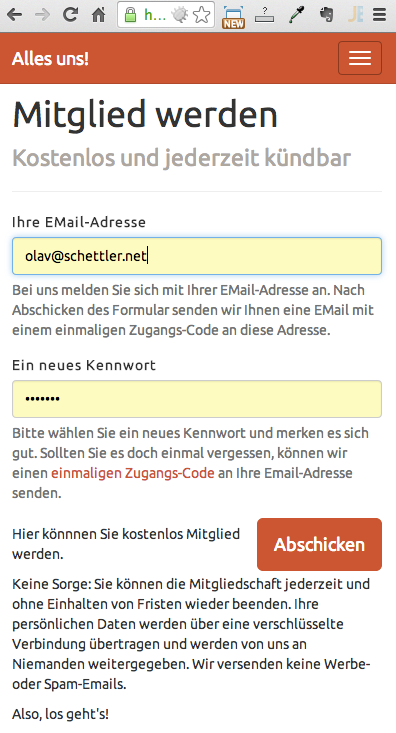 h...
NEW
?
Alles uns!
Mitglied werden
Kostenlos und jederzeit kündbar
Ihre EMail-Adresse
olav@schettler.net
Bei uns melden Sie sich mit Ihrer EMail-Adresse an. Nach
Abschicken des Formular senden wir Ihnen eine EMail mit
einem einmaligen Zugangs-Code an diese Adresse.
Ein neues Kennwort
•••••••
Bitte wählen Sie ein neues Kennwort und merken es sich
gut. Sollten Sie es doch einmal vergessen, können wir
einen einmaligen Zugangs-Code an Ihre Email-Adresse
senden.
Hier könnnen Sie kostenlos Mitglied
werden.
Abschicken
Keine Sorge: Sie können die Mitgliedschaft jederzeit und
ohne Einhalten von Fristen wieder beenden. Ihre
persönlichen Daten werden über eine verschlüsselte
Verbindung übertragen und werden von uns an
Niemanden weitergegeben. Wir versenden keine Werbe-
oder Spam-Emails.
Also, los geht's!